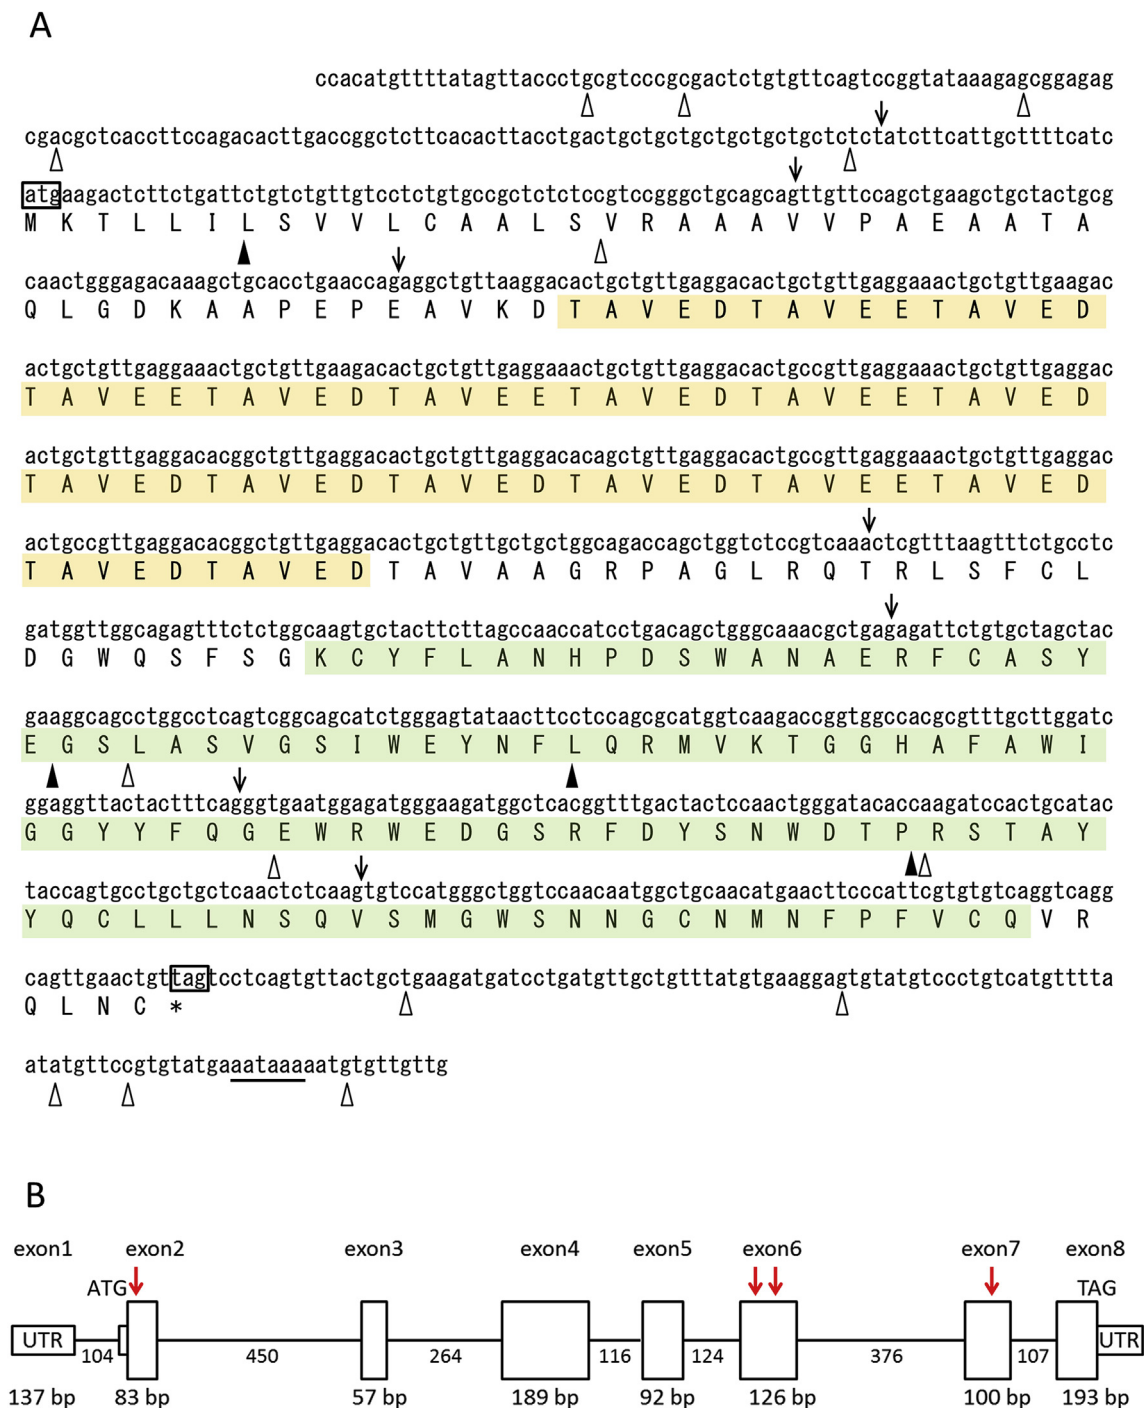 A
ccacatgttttatagttaccctgcgtcccgcgactctgtgttcagtccggtataaagagcggagag
cgacgctcaccttccagacacttgaccggctcttcacacttacctgactgctgctgctgctgctgctctctatcttcattgcttttcatc
atgaagactcttctgattctgtctgttgtcctctgtgccgctctctccgtccgggctgcagcagttgttccagctgaagctgctactgcg
M K T L L I L S V V L C A A L S V R A A A V V P A E A A T A
caactgggagacaaagctgcacctgaaccagaggctgttaaggacactgctgttgaggacactgctgttgaggaaactgctgttgaagac
Q L G D K A A P E P E A V K D T A V E D T A V E E T A V E D
actgctgttgaggaaactgctgttgaagacactgctgttgaggaaactgctgttgaggacactgccgttgaggaaactgctgttgaggac
T A V E E T A V E D T A V E E T A V E D T A V E E T A V E D
actgctgttgaggacacggctgttgaggacactgctgttgaggacacagctgttgaggacactgccgttgaggaaactgctgttgaggac
T A V E D T A V E D T A V E D T A V E D T A V E E T A V E D
actgccgttgaggacacggctgttgaggacactgctgttgctgctggcagaccagctggtctccgtcaaactcgtttaagtttctgcctc
T A V E D T A V E D T A V A A G R P A G L R Q T R L S F C L
gatggttggcagagtttctctggcaagtgctacttcttagccaaccatcctgacagctgggcaaacgctgagagattctgtgctagctac
D G W Q S F S G K C Y F L A N H P D S W A N A E R F C A S Y
gaaggcagcctggcctcagtcggcagcatctgggagtataacttcctccagcgcatggtcaagaccggtggccacgcgtttgcttggatc
E G S L A S V G S I W E Y N F L Q R M V K T G G H A F A W I
ggaggttactactttcagggtgaatggagatgggaagatggctcacggtttgactactccaactgggatacaccaagatccactgcatac
G G Y Y F Q G E W R W E D G S R F D Y S N W D T P R S T A Y
taccagtgcctgctgctcaactctcaagtgtccatgggctggtccaacaatggctgcaacatgaacttcccattcgtgtgtcaggtcagg
Y Q C L L L N S Q V S M G W S N N G C N M N F P F V C Q V R
cagttgaactgttagtcctcagtgttactgctgaagatgatcctgatgttgctgtttatgtgaaggagtgtatgtccctgtcatgtttta
Q L N C *
atatgttccgtgtatgaaataaaaatgtgttgttg
B
exon1 exon2 exon3 exon4 exon5 exon6 exon7 exon8
ATG TAG
UTR UTR
104 450 264 116 124 376 107
137 bp 83 bp 57 bp 189 bp 92 bp 126 bp 100 bp 193 bp